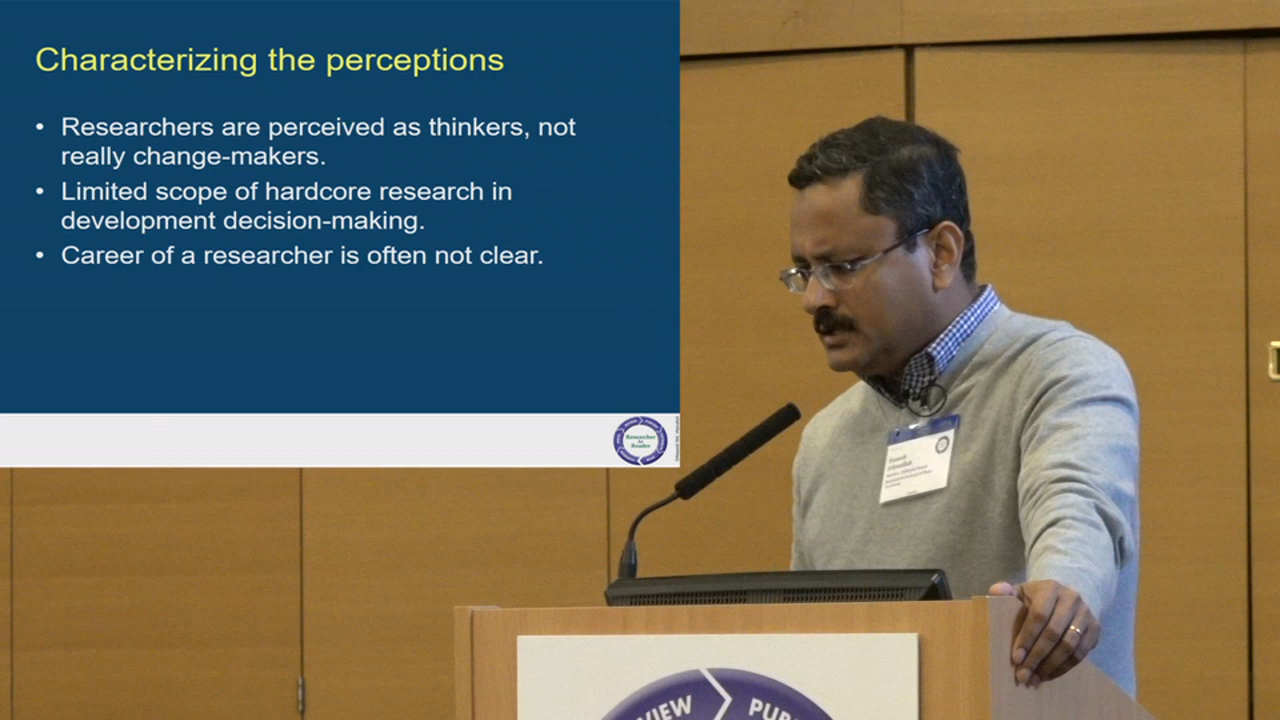 Characterizing the perceptions
• Researchers are perceived as thinkers, not
really change-makers.
• Limited scope of hardcore research in
development decision-making.
• Career of a researcher is often not clear.
Researcher
to
Reader
VIEW
PUB